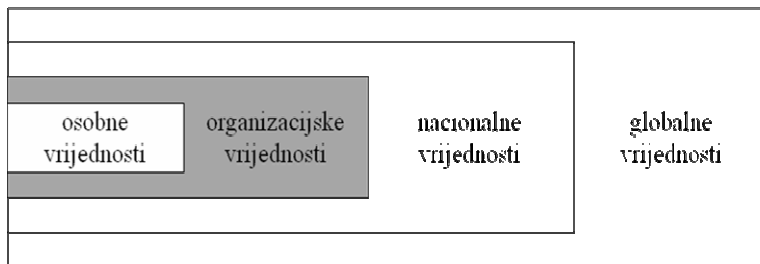 osobne
vrijednosti
organizacijske
vrijednosti
nacionalne
vrijednosti
globalne
vrijednosti